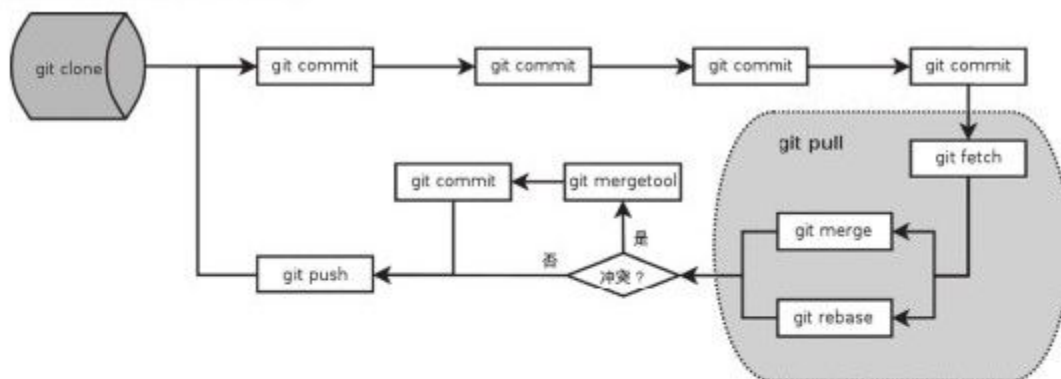 git clone
git commit
git commit
git commit
git commit
git pull
git fetch
git commit
git mergetool
git merge
是
否
冲突？
git push
git rebase